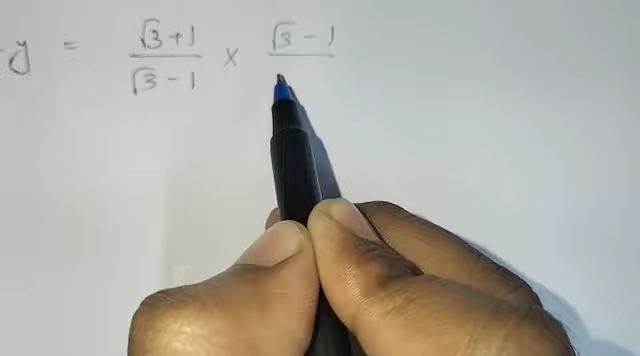 y = (√3 + 1)/(√3 - 1) × (√3 - 1)/